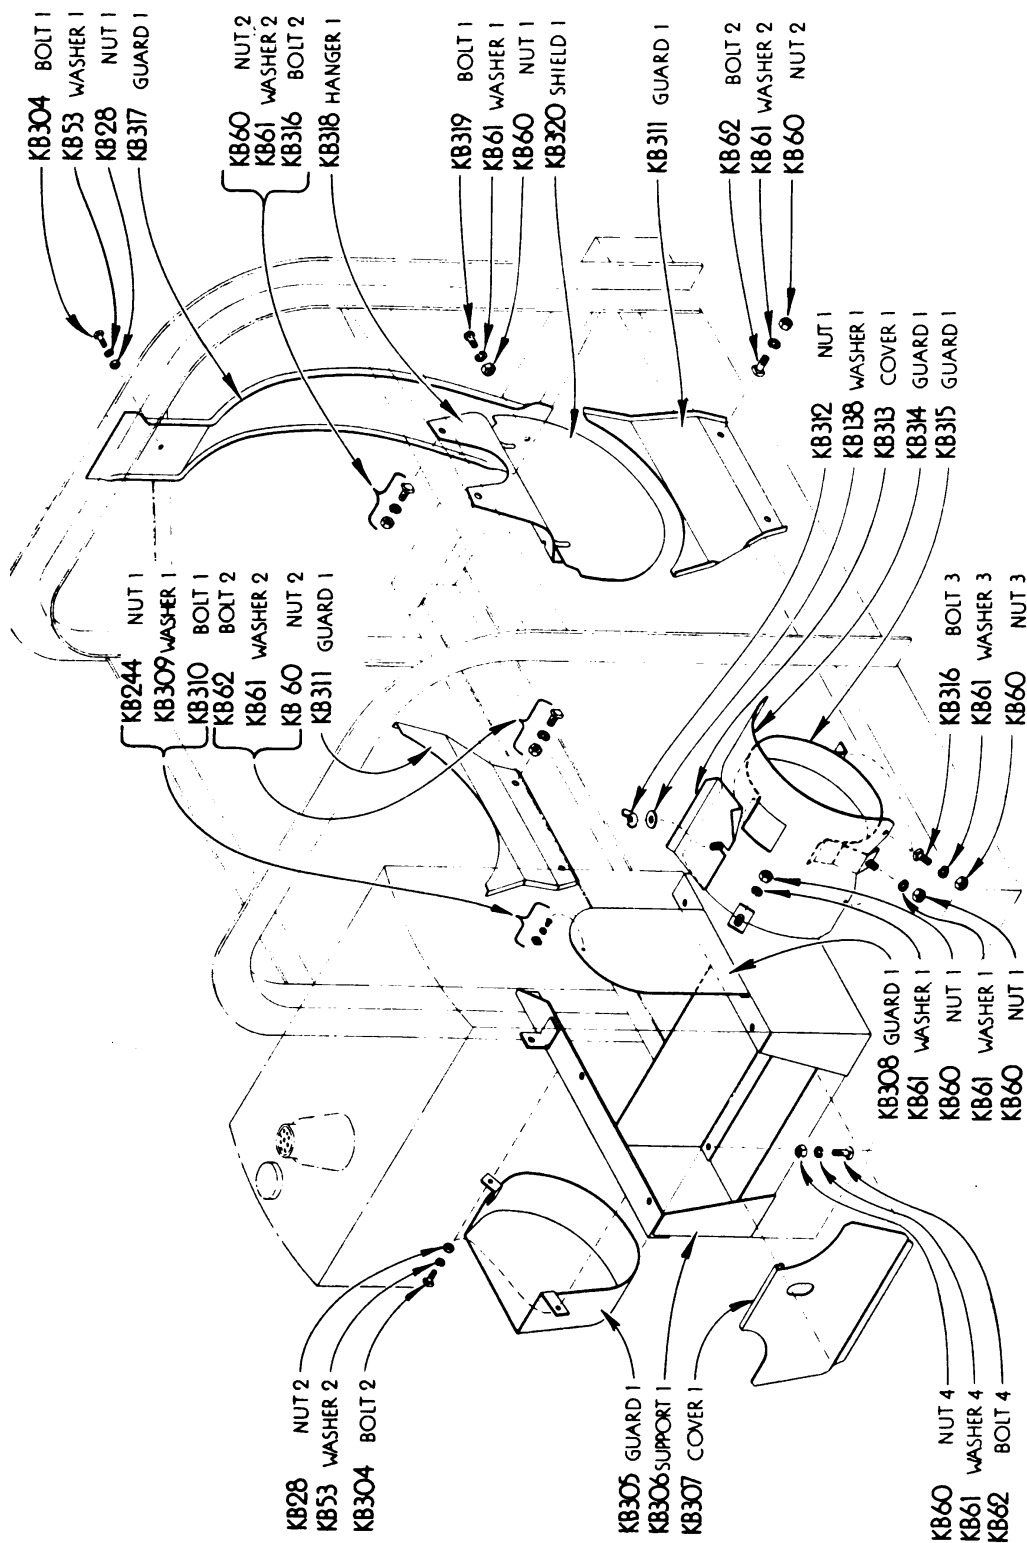 KB304 BOLT 1
KB53 WASHER 1
KB28 NUT 1
KB317 GUARD 1
KB60 NUT 2
KB61 WASHER 2
KB316 BOLT 2
KB318 HANGER 1
KB319 BOLT 1
KB61 WASHER 1
KB60 NUT 1
KB320 SHIELD 1
KB311 GUARD 1
KB62 BOLT 2
KB61 WASHER 2
KB60 NUT 2
KB244 NUT 1
KB309 WASHER 1
KB310 BOLT 1
KB62 BOLT 2
KB61 WASHER 2
KB60 NUT 2
KB311 GUARD 1
KB312 NUT 1
KB138 WASHER 1
KB313 COVER 1
KB314 GUARD 1
KB315 GUARD 1
KB316 BOLT 3
KB61 WASHER 3
KB60 NUT 3
KB308 GUARD 1
KB61 WASHER 1
KB60 NUT 1
KB61 WASHER 1
KB60 NUT 1
KB28 NUT 2
KB53 WASHER 2
KB304 BOLT 2
KB305 GUARD 1
KB306 SUPPORT 1
KB307 COVER 1
KB60 NUT 4
KB61 WASHER 4
KB62 BOLT 4